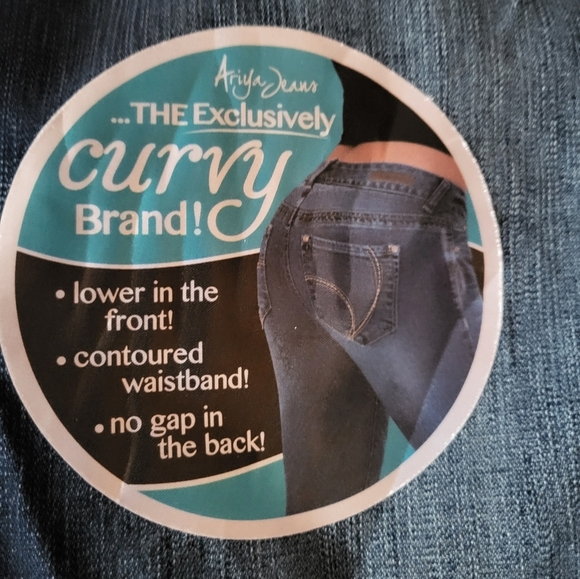 Ariya Jeans
...THE Exclusively
curvy
Brand!
• lower in the
front!
• contoured
waistband!
• no gap in
the back!